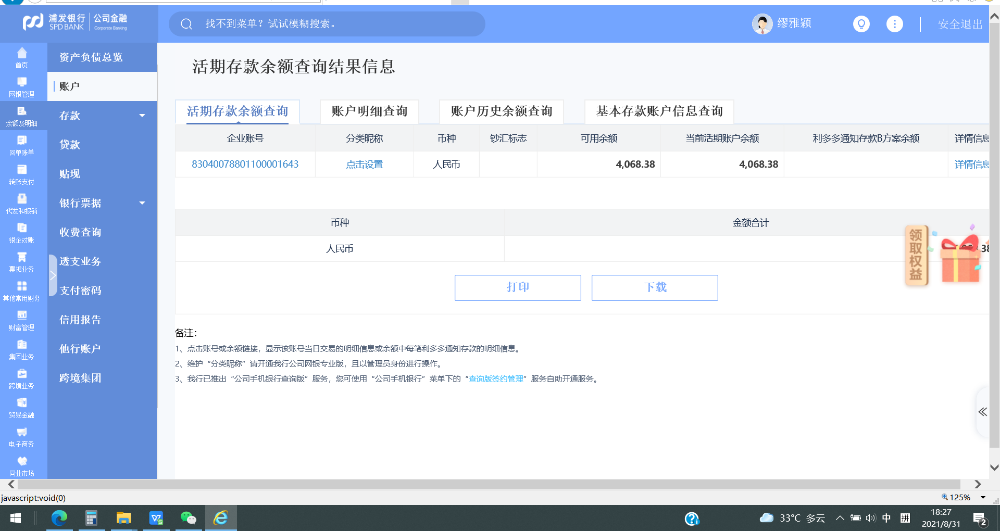 浦发银行 公司金融
SPD BANK Corporate Banking
找不到菜单？试试模糊搜索。
缪雅颖
安全退出
首页
网银管理
余额及明细
回单账单
转账支付
代发和报销
银企对账
票据业务
其他常用财务
财富管理
集团业务
跨境业务
贸易金融
电子商务
同业市场
资产负债总览
账户
存款
贷款
贴现
银行票据
收费查询
透支业务
支付密码
信用报告
他行账户
跨境集团
活期存款余额查询结果信息
活期存款余额查询 账户明细查询 账户历史余额查询 基本存款账户信息查询
企业账号 分类昵称 币种 钞汇标志 可用余额 当前活期账户余额 利多多通知存款B方案余额 详情信息
83040078801100001643 点击设置 人民币 4,068.38 4,068.38 详情信息
币种 金额合计
人民币
领取权益
打印 下载
备注：
1、点击账号或余额链接，显示该账号当日交易的明细信息或余额中每笔利多多通知存款的明细信息。
2、维护“分类昵称”请开通我行公司网银专业版，且以管理员身份进行操作。
3、我行已推出“公司手机银行查询版”服务，您可使用“公司手机银行”菜单下的“查询版签约管理”服务自助开通服务。
javascript:void(0)
125%
33°C 多云
中
拼
18:27
2021/8/31
2